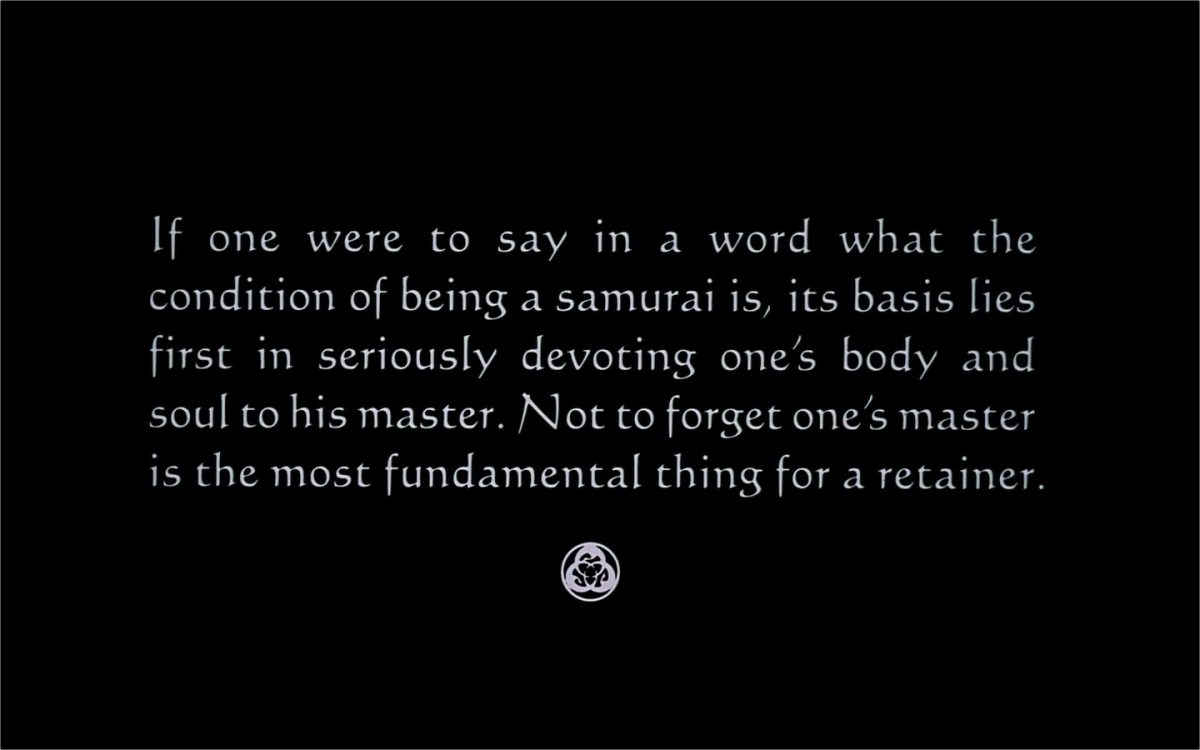 If one were to say in a word what the
condition of being a samurai is, its basis lies
first in seriously devoting one's body and
soul to his master. Not to forget one's master
is the most fundamental thing for a retainer.